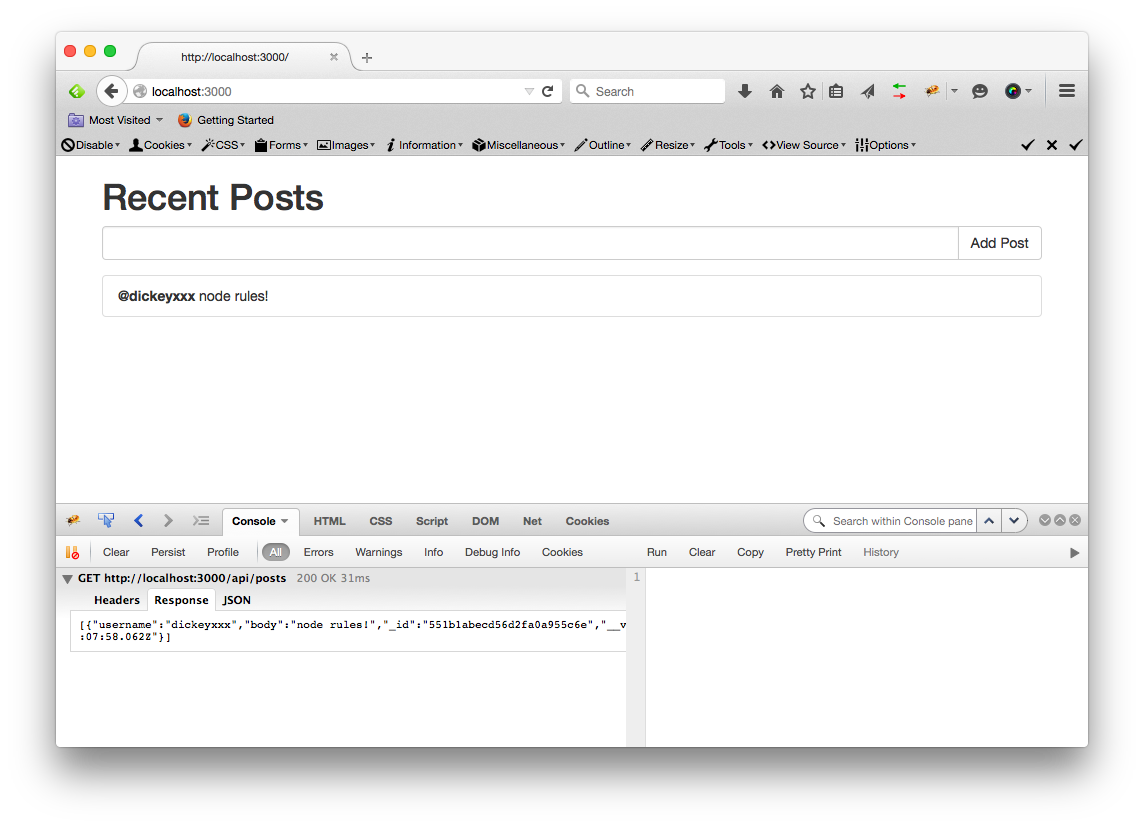 http://localhost:3000/
localhost:3000
Search
Most Visited Getting Started
Disable Cookies CSS Forms Images Information Miscellaneous Outline Resize Tools View Source Options
Recent Posts
Add Post
@dickeyxxx node rules!
Console HTML CSS Script DOM Net Cookies
Search within Console pane
Clear Persist Profile All Errors Warnings Info Debug Info Cookies
Run Clear Copy Pretty Print History
GET http://localhost:3000/api/posts 200 OK 31ms
1
Headers Response JSON
[{"username":"dickeyxxx","body":"node rules!","_id":"551b1abecd56d2fa0a955c6e","__v
:07:58.062Z"}]